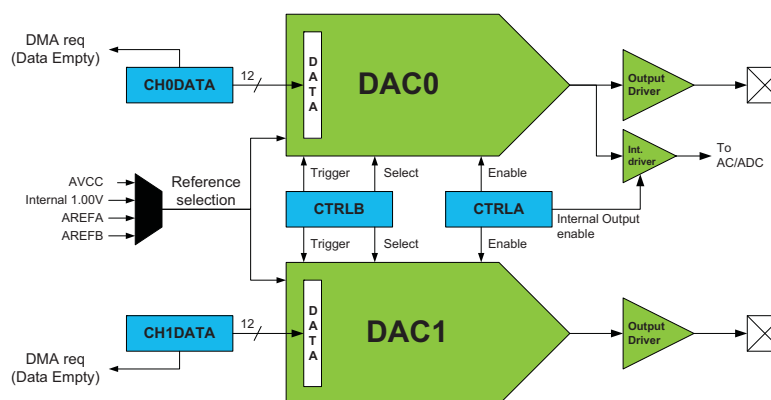 DMA req
(Data Empty)
CH0DATA
12
DATA
DAC0
Output
Driver
Int.
driver
To
AC/ADC
Trigger
Select
Enable
AVCC
Internal 1.00V
AREFA
AREFB
Reference
selection
CTRLB
CTRLA
Internal Output
enable
Trigger
Select
Enable
CH1DATA
12
DATA
DAC1
Output
Driver
DMA req
(Data Empty)